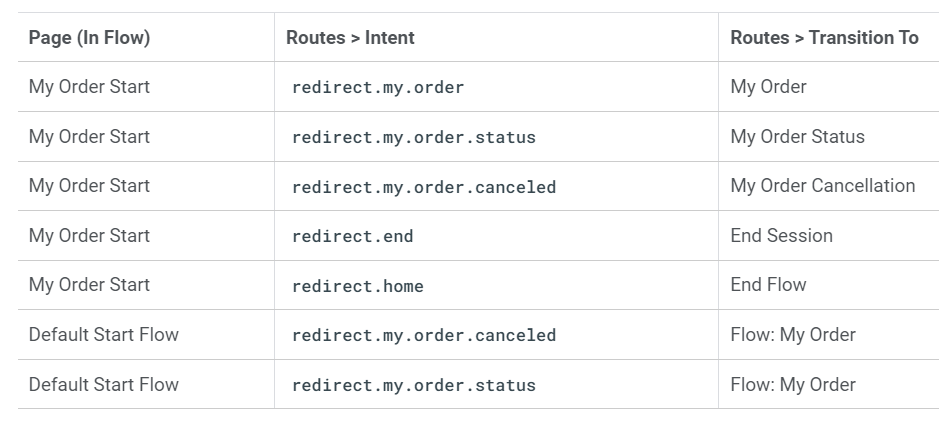 Page (In Flow) Routes > Intent Routes > Transition To
My Order Start redirect.my.order My Order
My Order Start redirect.my.order.status My Order Status
My Order Start redirect.my.order.canceled My Order Cancellation
My Order Start redirect.end End Session
My Order Start redirect.home End Flow
Default Start Flow redirect.my.order.canceled Flow: My Order
Default Start Flow redirect.my.order.status Flow: My Order